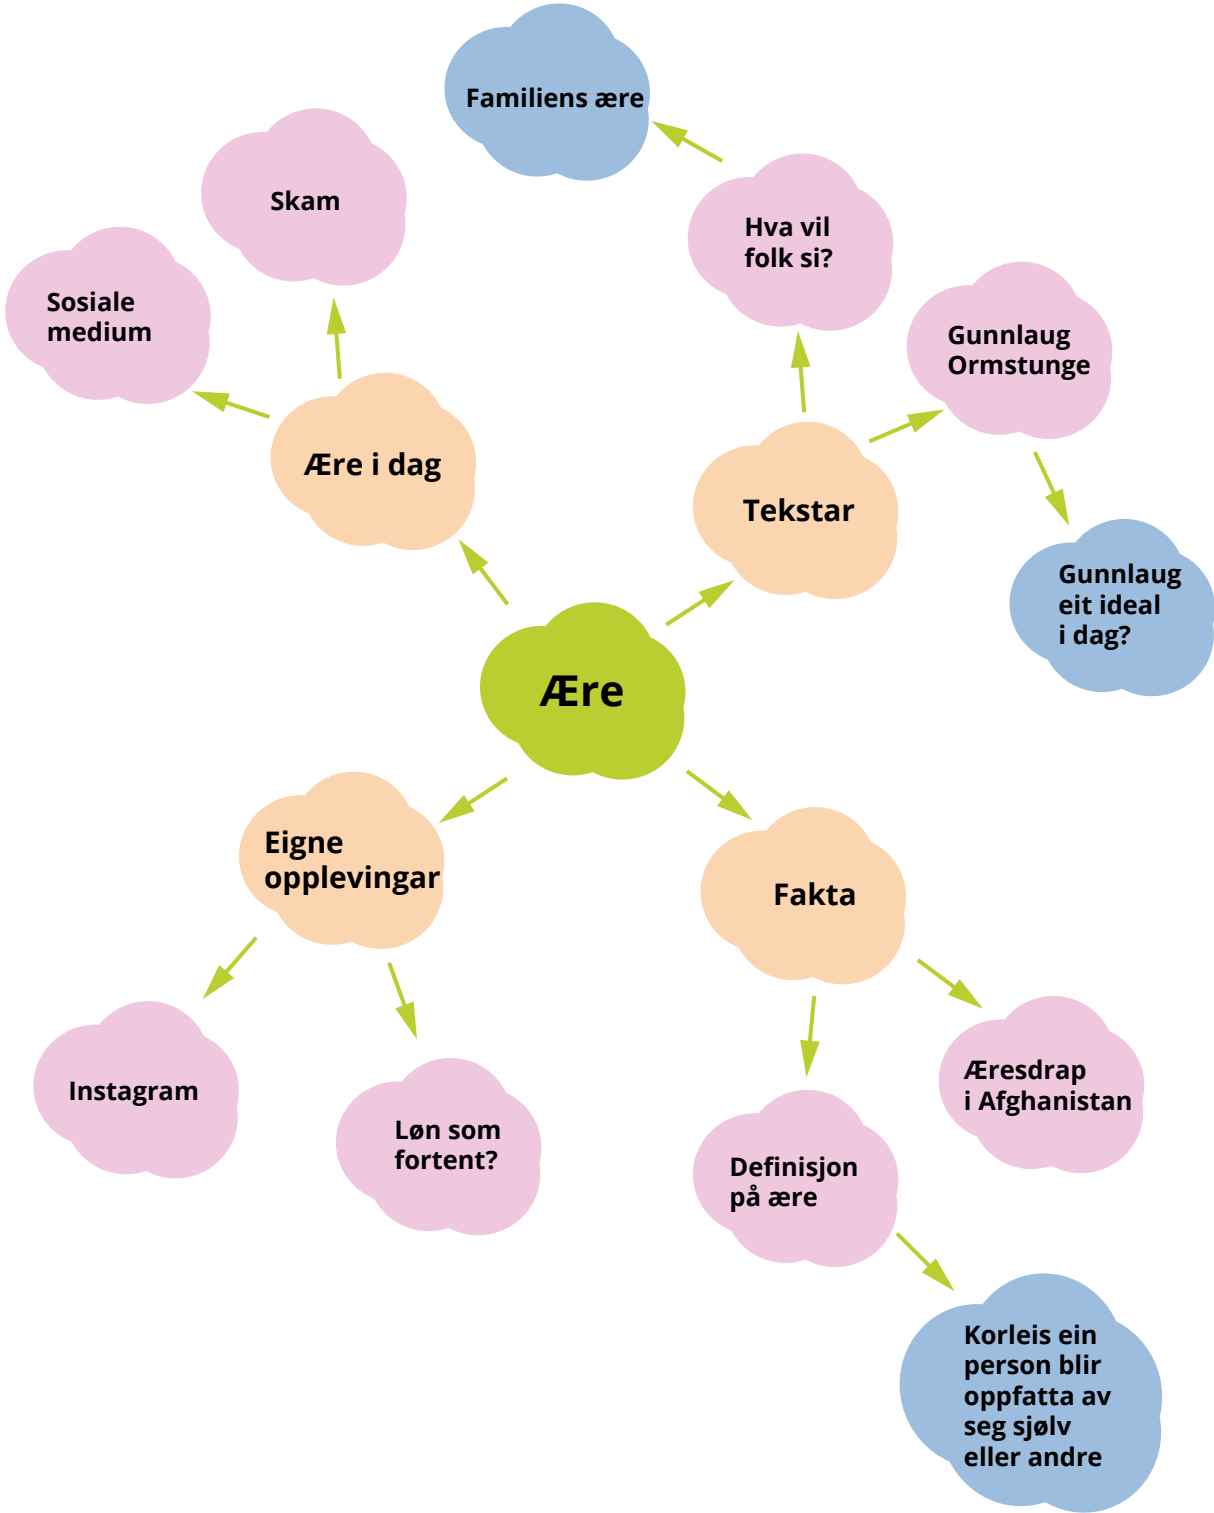 Familiens ære
Skam
Hva vil
folk si?
Sosiale
medium
Gunnlaug
Ormstunge
Ære i dag
Tekstar
Gunnlaug
eit ideal
i dag?
Ære
Eigne
opplevingar
Fakta
Instagram
Løn som
fortent?
Æresdrap
i Afghanistan
Definisjon
på ære
Korleis ein
person blir
oppfatta av
seg sjølv
eller andre